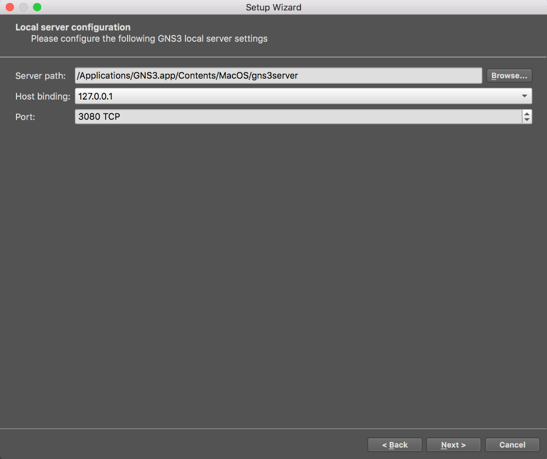 Setup Wizard
Local server configuration
Please configure the following GNS3 local server settings
Server path: /Applications/GNS3.app/Contents/MacOS/gns3server Browse...
Host binding: 127.0.0.1
Port: 3080 TCP
< Back Next > Cancel